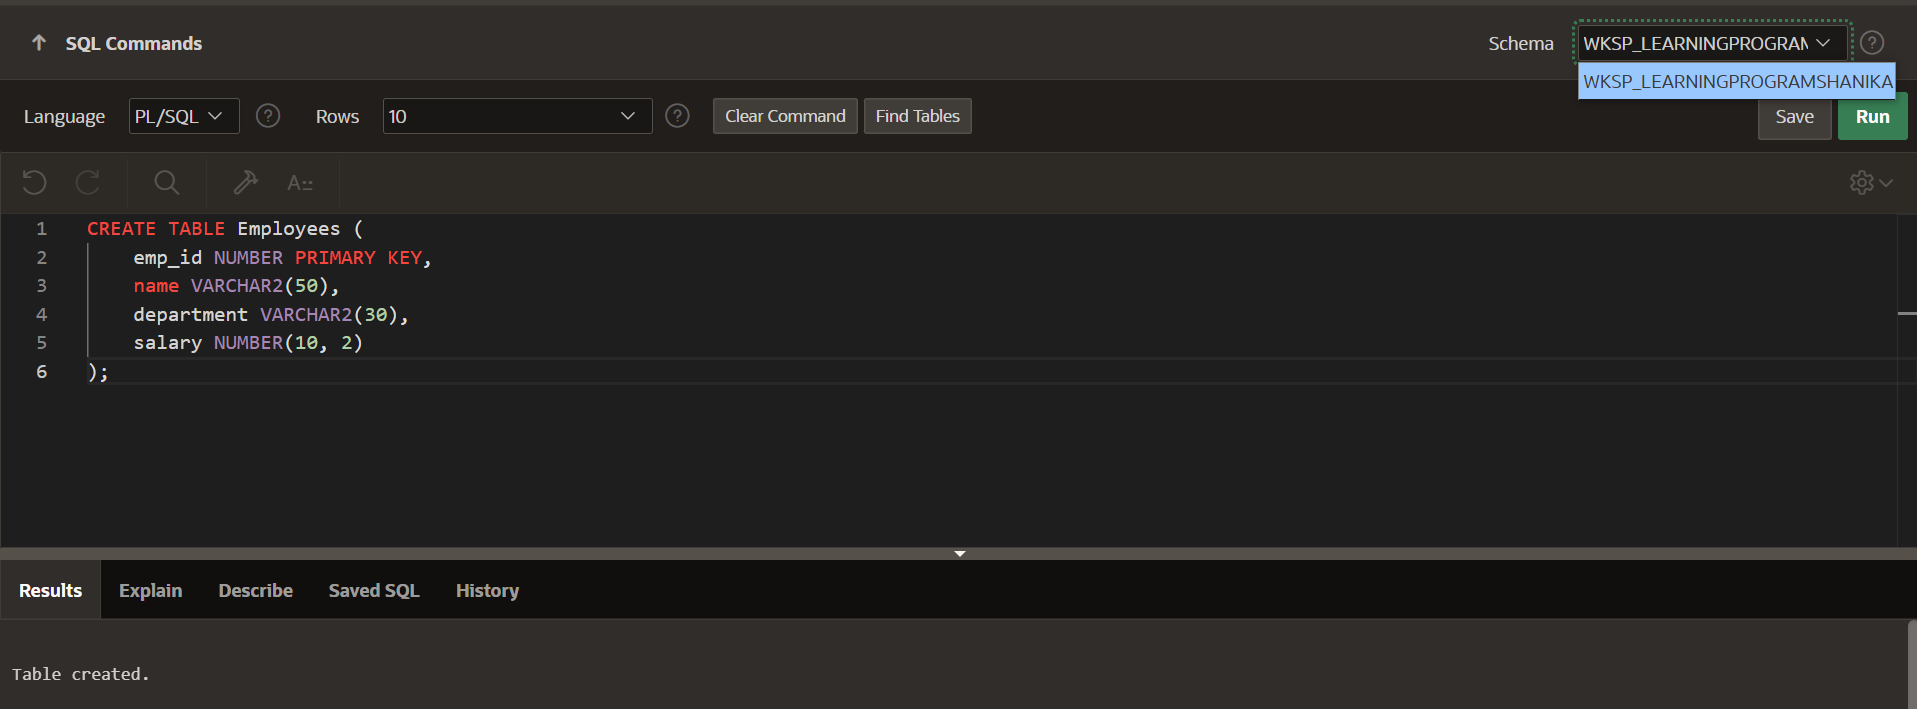 SQL Commands
Schema WKSP_LEARNINGPROGRAM
WKSP_LEARNINGPROGRAMSHANIKA
Language PL/SQL Rows 10 Clear Command Find Tables Save Run
1 CREATE TABLE Employees (
2 emp_id NUMBER PRIMARY KEY,
3 name VARCHAR2(50),
4 department VARCHAR2(30),
5 salary NUMBER(10, 2)
6 );
Results Explain Describe Saved SQL History
Table created.